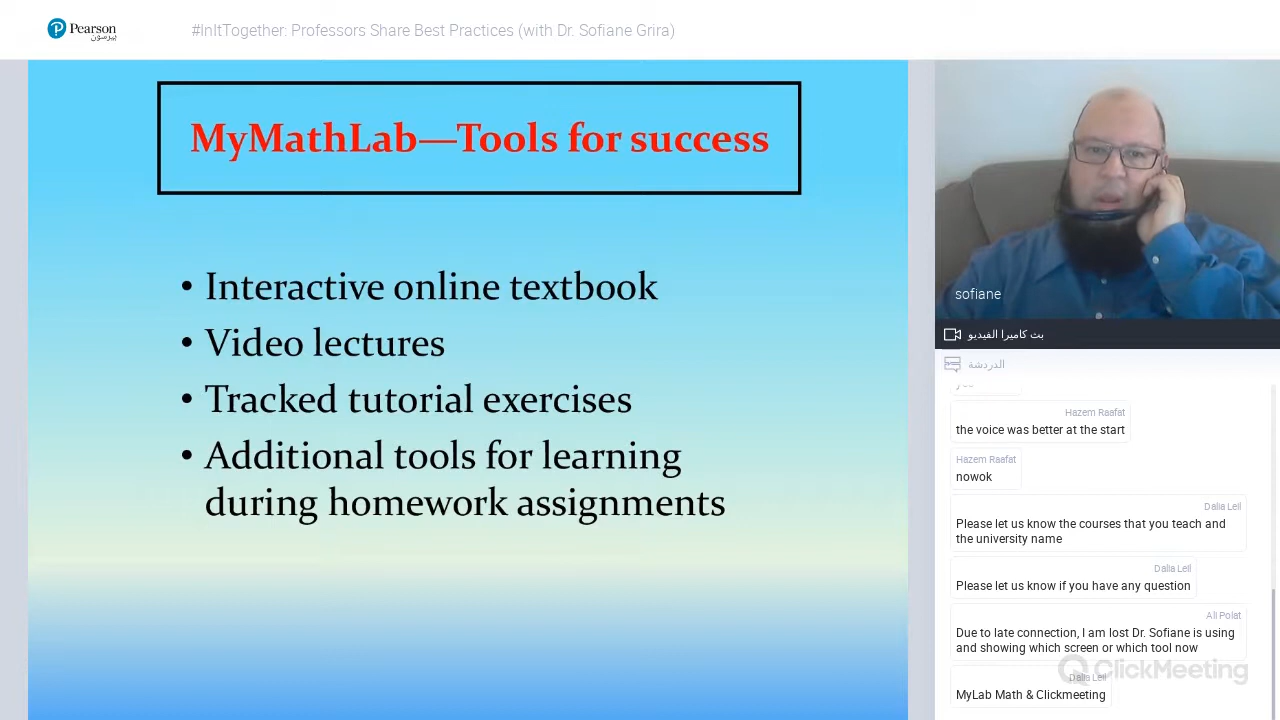 Pearson
بيرسون
#InItTogether: Professors Share Best Practices (with Dr. Sofiane Grira)
MyMathLab—Tools for success
• Interactive online textbook
• Video lectures
• Tracked tutorial exercises
• Additional tools for learning
during homework assignments
sofiane
بث كاميرا الفيديو
الدردشة
you
Hazem Raafat
the voice was better at the start
Hazem Raafat
nowok
Dalia Leil
Please let us know the courses that you teach and
the university name
Dalia Leil
Please let us know if you have any question
Ali Polat
Due to late connection, I am lost Dr. Sofiane is using
and showing which screen or which tool now
ClickMeeting
Dalia Leil
MyLab Math & Clickmeeting